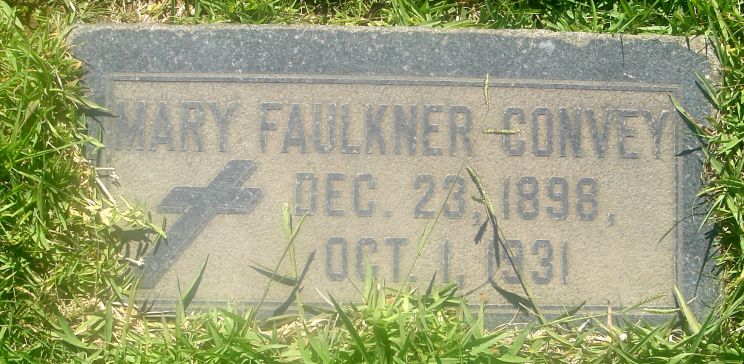 MARY FAULKNER CONVEY
DEC. 23, 1898,
OCT. 1, 1931